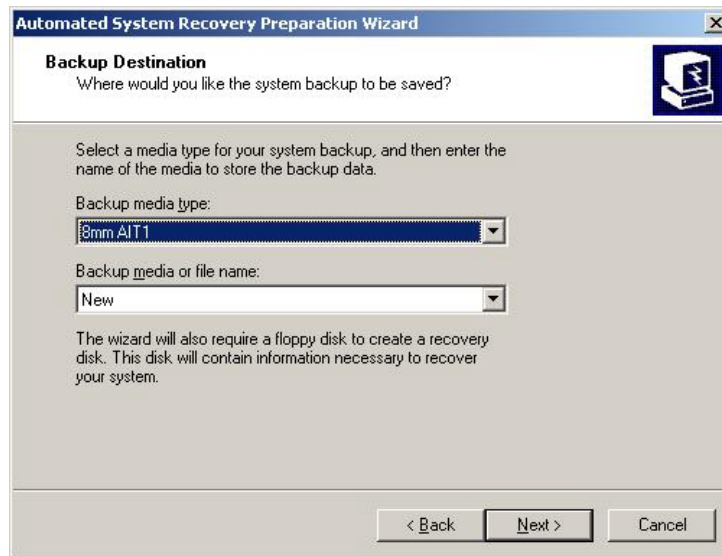 Automated System Recovery Preparation Wizard
Backup Destination
Where would you like the system backup to be saved?
Select a media type for your system backup, and then enter the
name of the media to store the backup data.
Backup media type:
8mm AIT1
Backup media or file name:
New
The wizard will also require a floppy disk to create a recovery
disk. This disk will contain information necessary to recover
your system.
< Back
Next >
Cancel